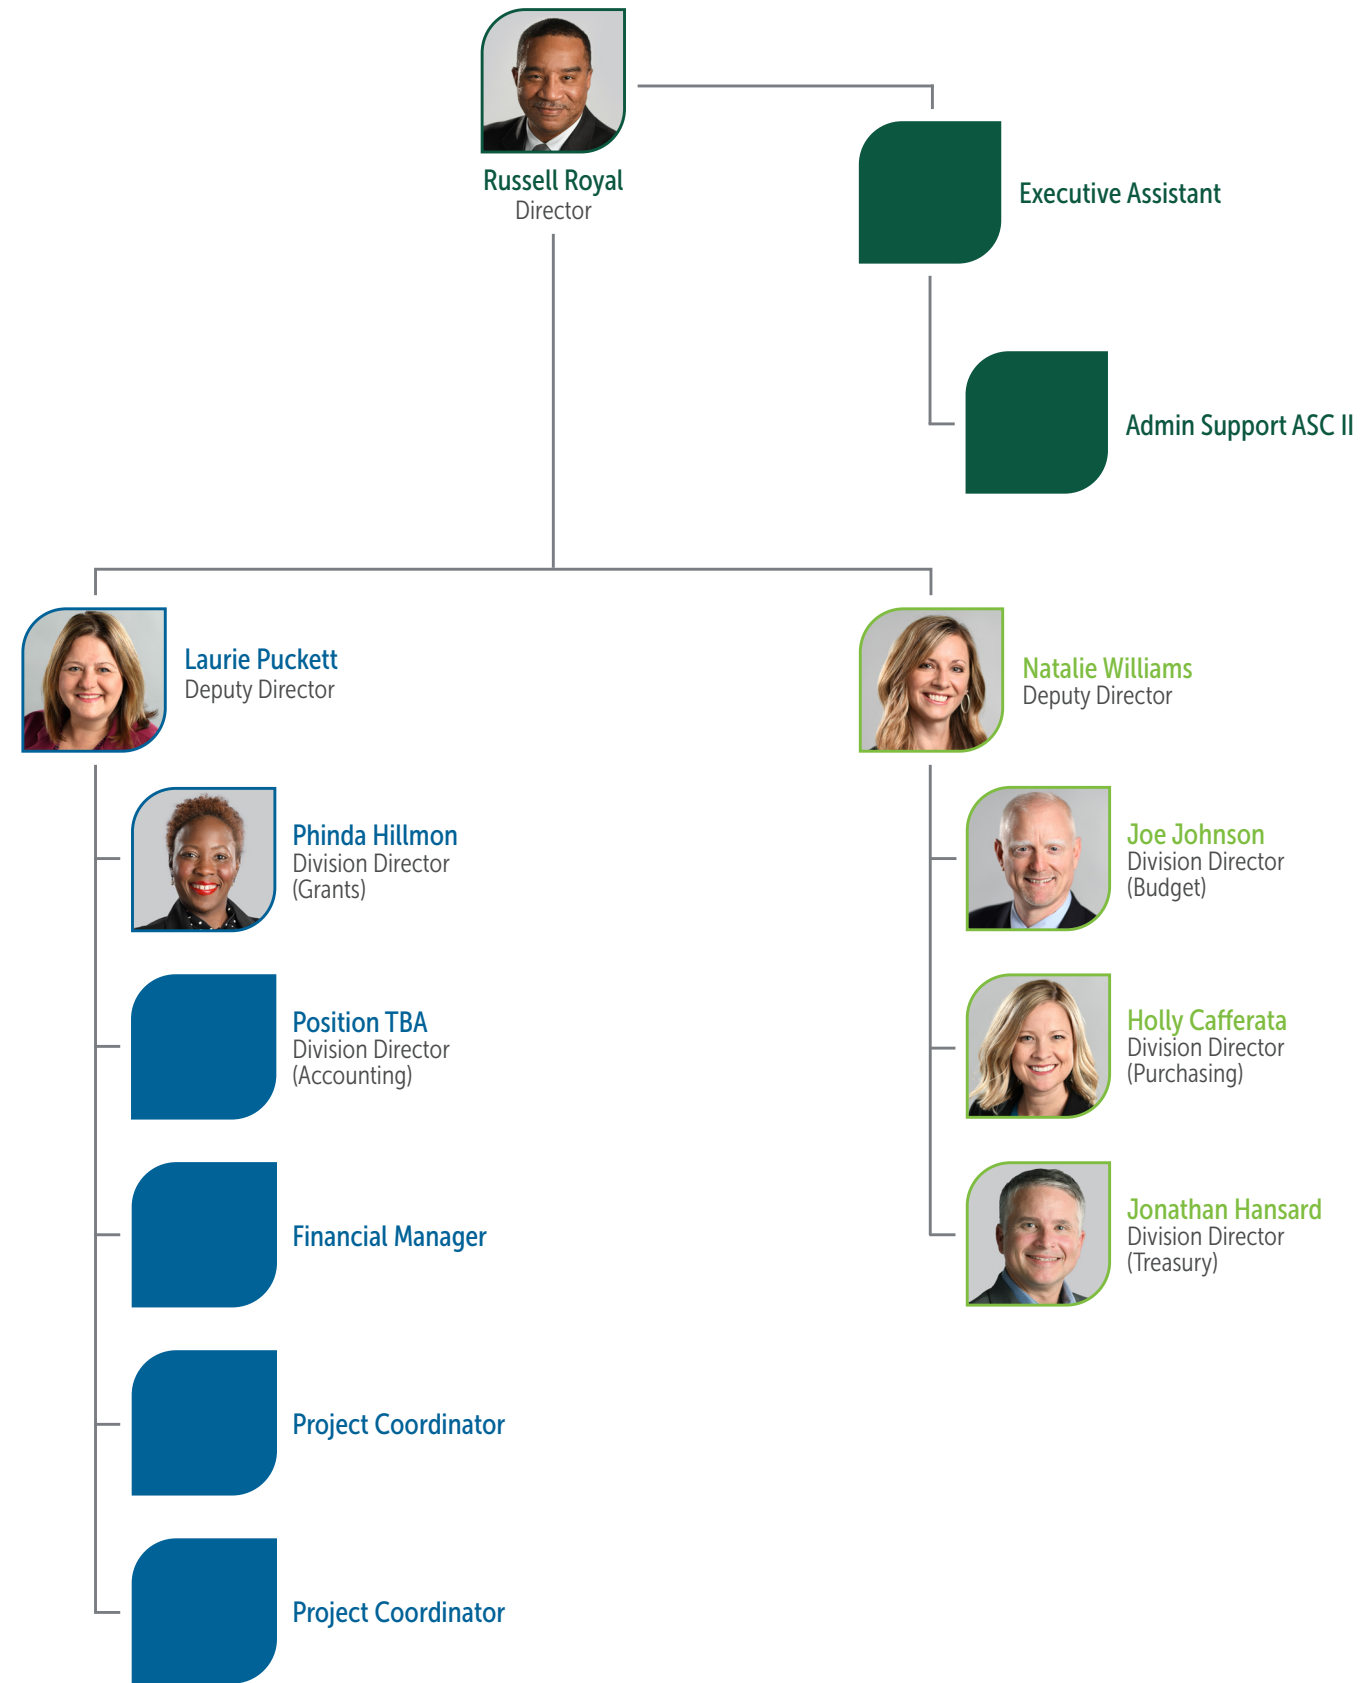 Russell Royal
Director
Executive Assistant
Admin Support ASC II
Laurie Puckett
Deputy Director
Natalie Williams
Deputy Director
Phinda Hillmon
Division Director
(Grants)
Position TBA
Division Director
(Accounting)
Financial Manager
Project Coordinator
Project Coordinator
Joe Johnson
Division Director
(Budget)
Holly Cafferata
Division Director
(Purchasing)
Jonathan Hansard
Division Director
(Treasury)